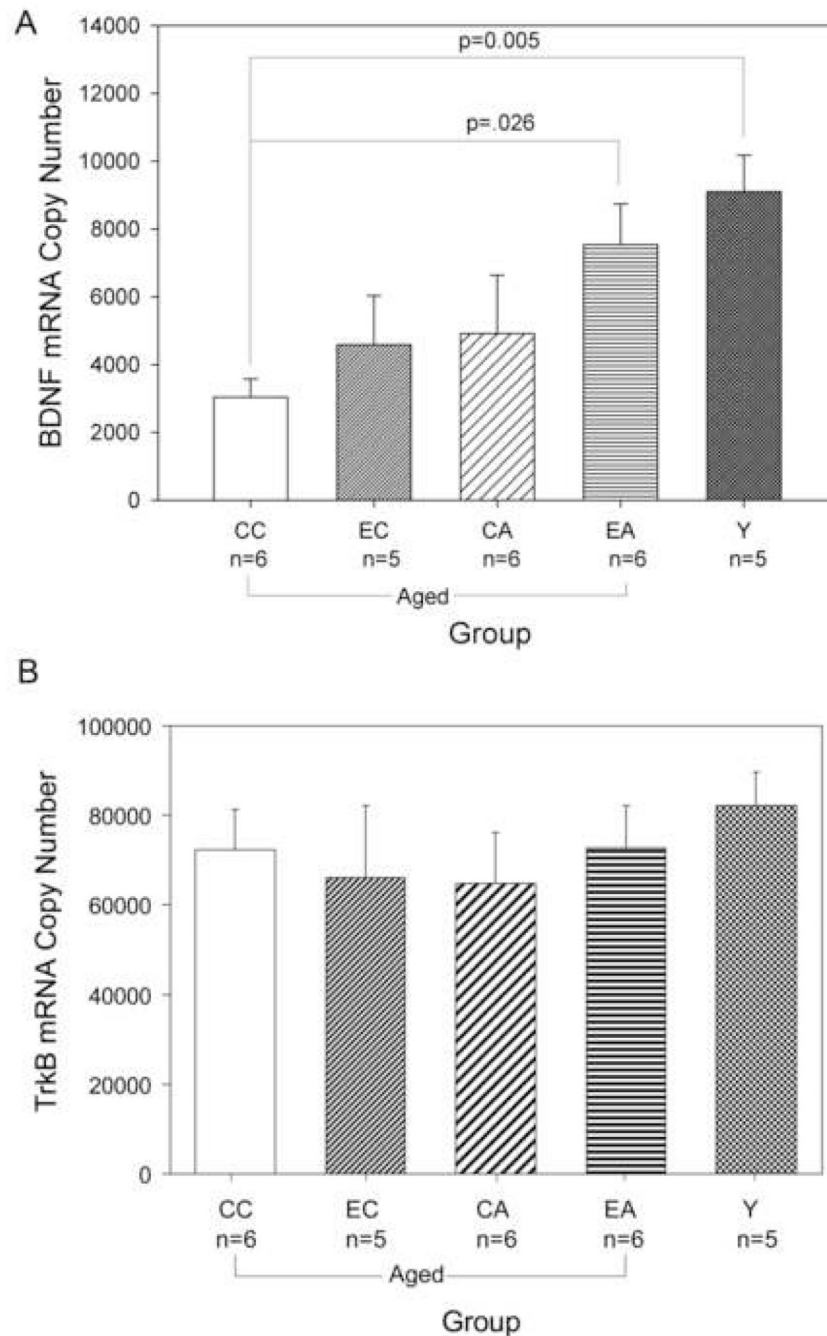 A
BDNF mRNA Copy Number
14000
12000
10000
8000
6000
4000
2000
0
p=0.005
p=.026
CC EC CA EA Y
n=6 n=5 n=6 n=6 n=5
Aged
Group
B
TrkB mRNA Copy Number
100000
80000
60000
40000
20000
0
CC EC CA EA Y
n=6 n=5 n=6 n=6 n=5
Aged
Group